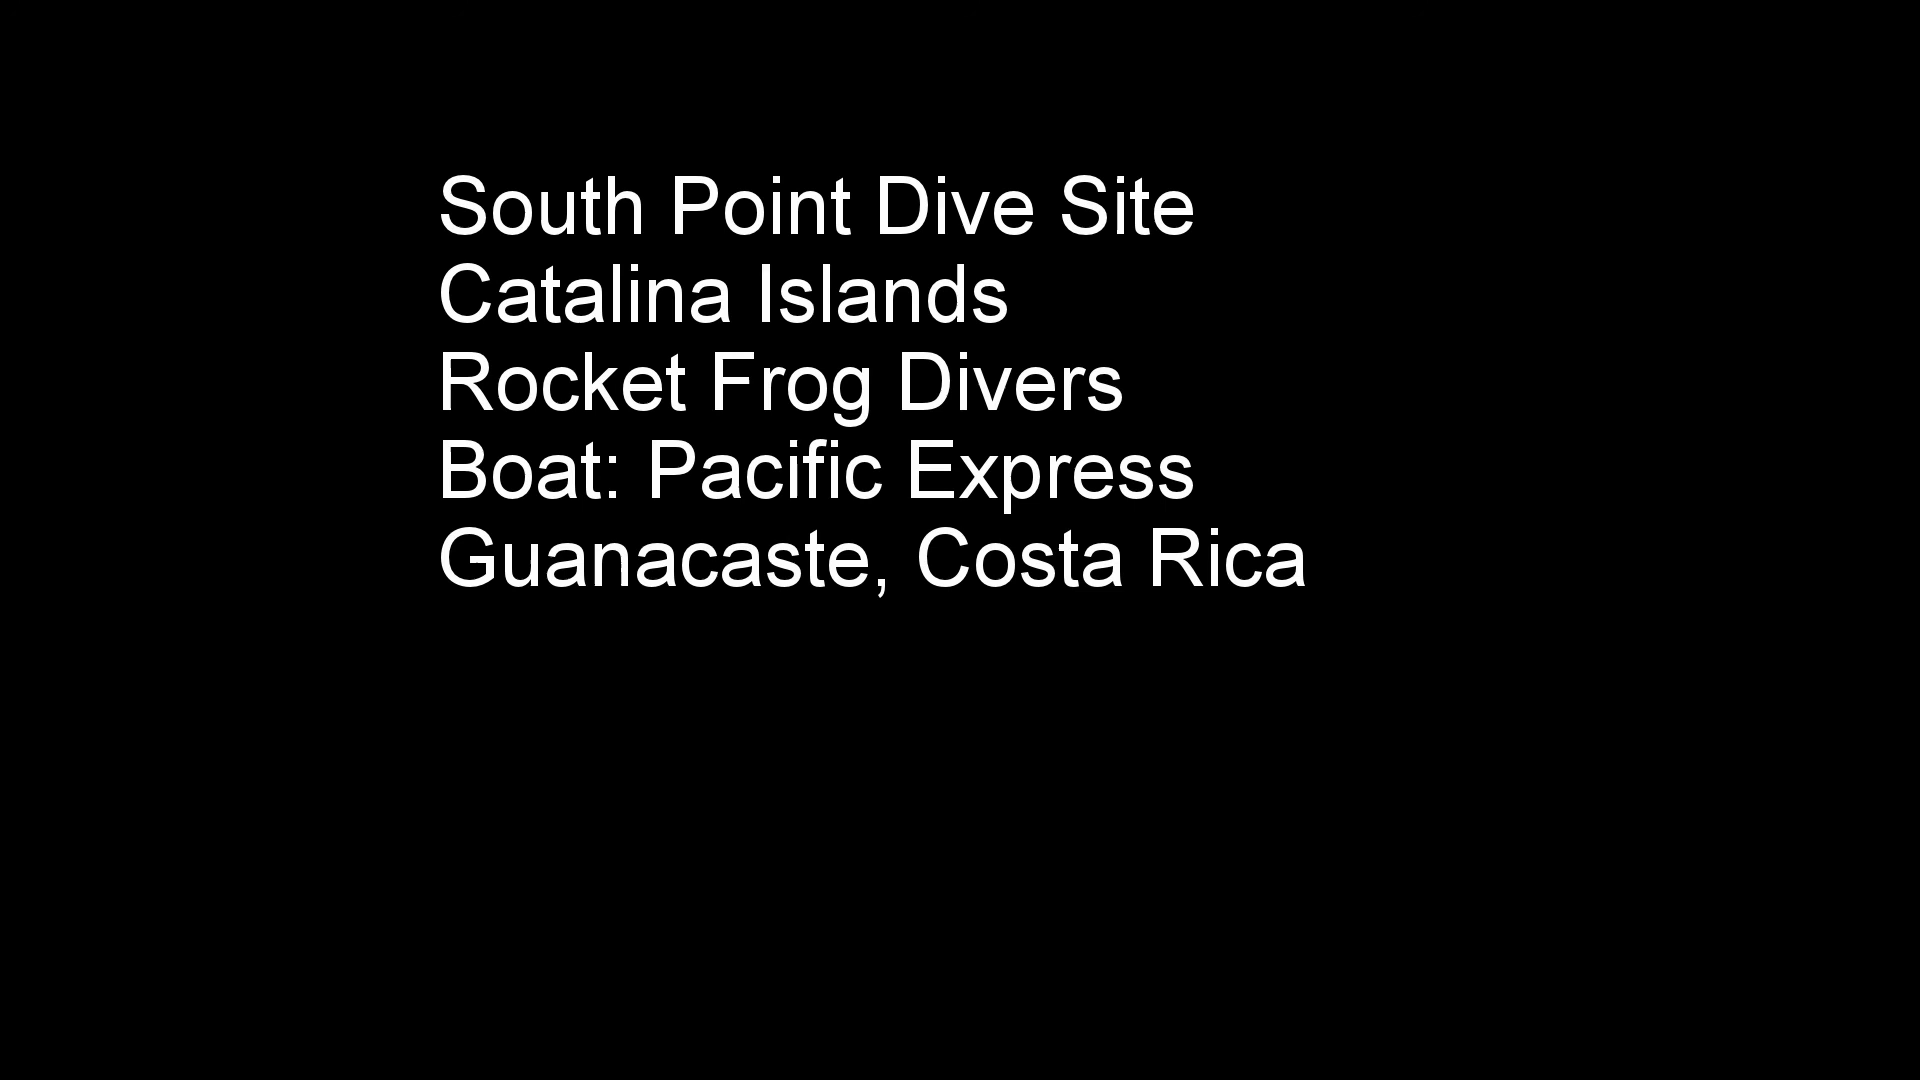 South Point Dive Site
Catalina Islands
Rocket Frog Divers
Boat: Pacific Express
Guanacaste, Costa Rica